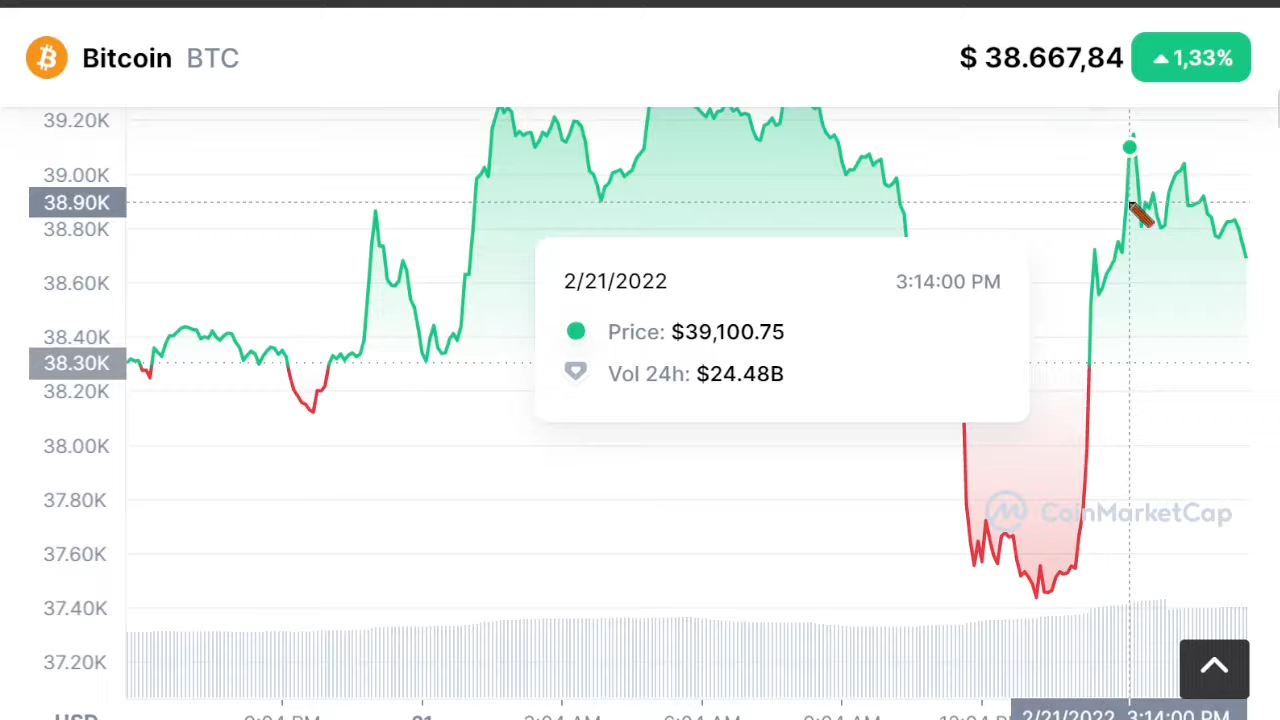 Bitcoin BTC
$ 38.667,84
1,33%
39.20K
39.00K
38.90K
38.80K
38.60K
38.40K
38.30K
38.20K
38.00K
37.80K
37.60K
37.40K
37.20K
2/21/2022 3:14:00 PM
Price: $39,100.75
Vol 24h: $24.48B
CoinMarketCap
USD
21
2/21/2022 3:14:00 PM